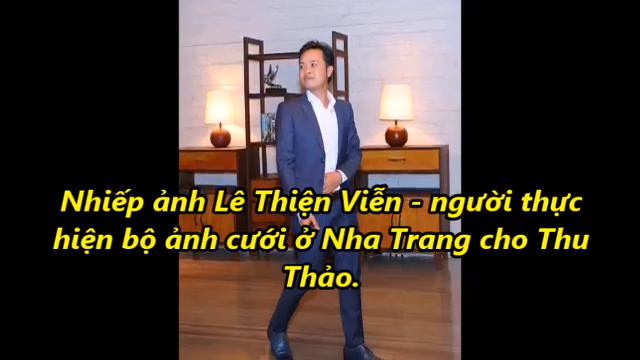 Nhiếp ảnh Lê Thiện Viễn - người thực
hiện bộ ảnh cưới ở Nha Trang cho Thu
Thảo.